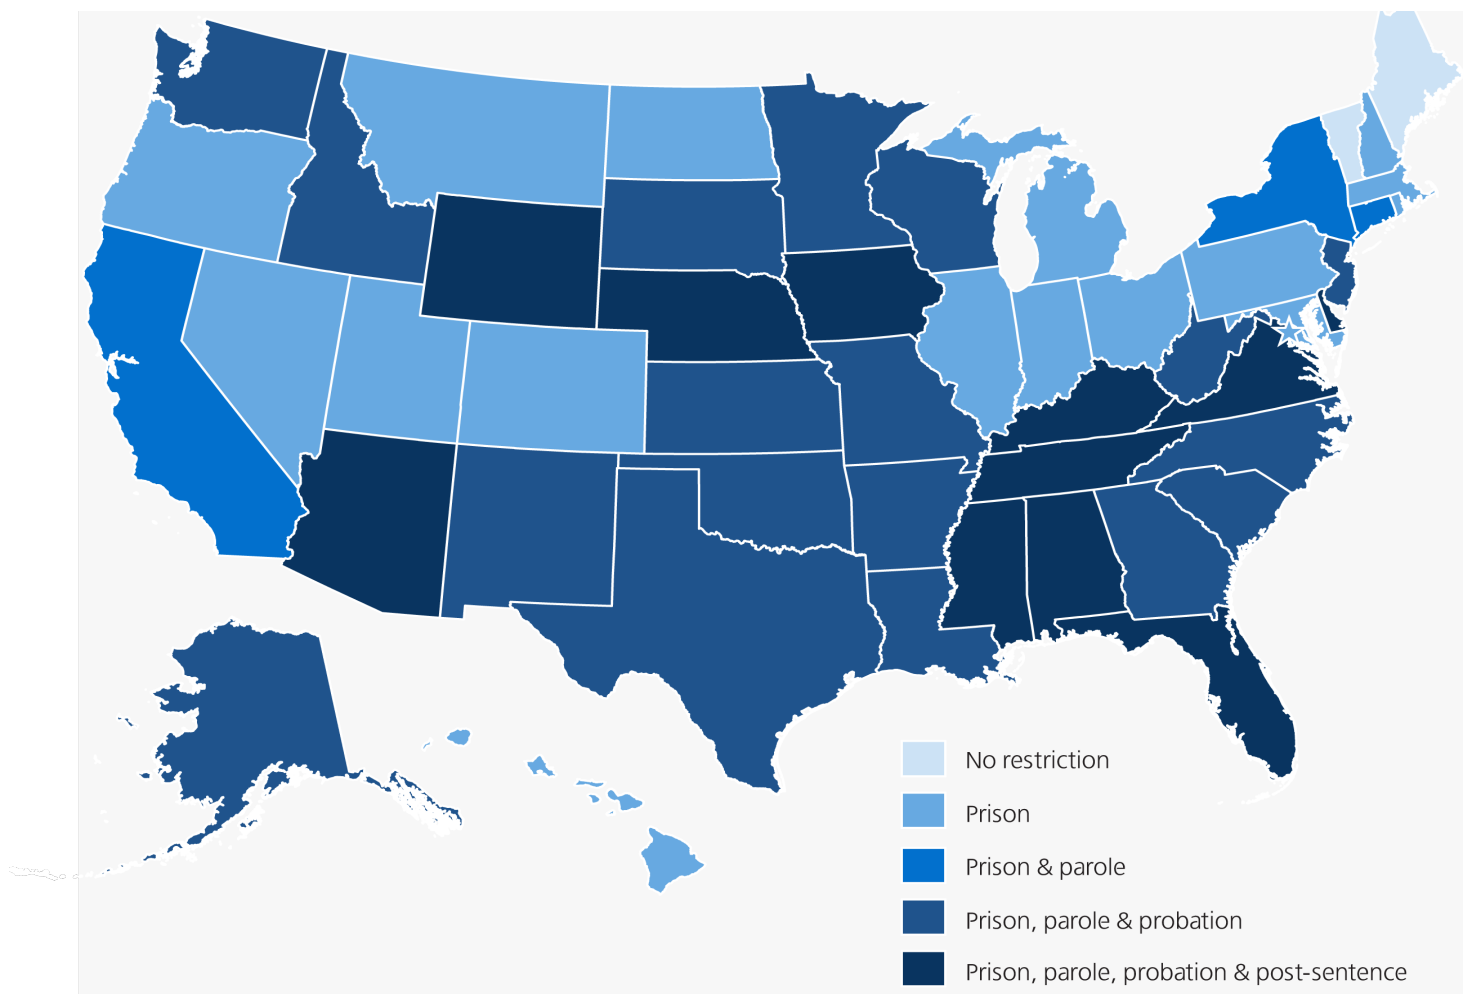 No restriction
Prison
Prison & parole
Prison, parole & probation
Prison, parole, probation & post-sentence